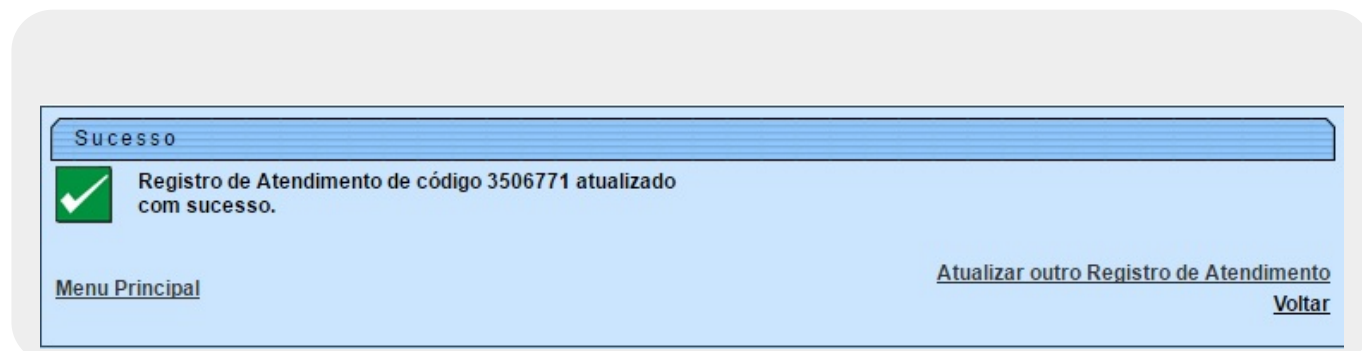 Sucesso
Registro de Atendimento de código 3506771 atualizado
com sucesso.
Menu Principal
Atualizar outro Registro de Atendimento
Voltar